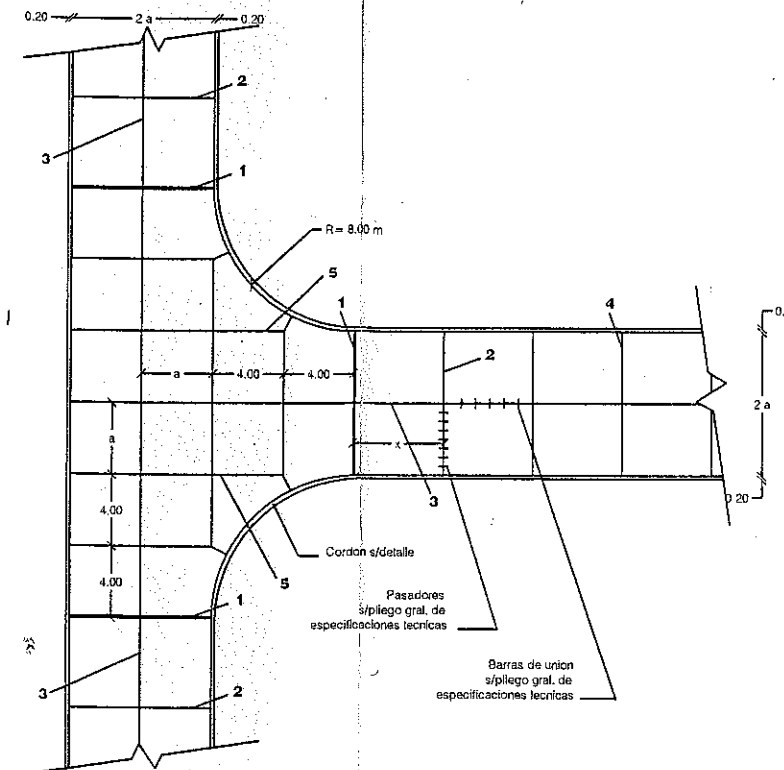 0.20
2 a
0.20
2
3
1
R= 8.00 m
5
1
4
2
a
4.00
4.00
2 a
a
x
3
0.20
4.00
Cordon s/detalle
5
4.00
1
Pasadores
s/pliego gral. de
especificaciones tecnicas
3
Barras de union
s/pliego gral. de
especificaciones tecnicas
2